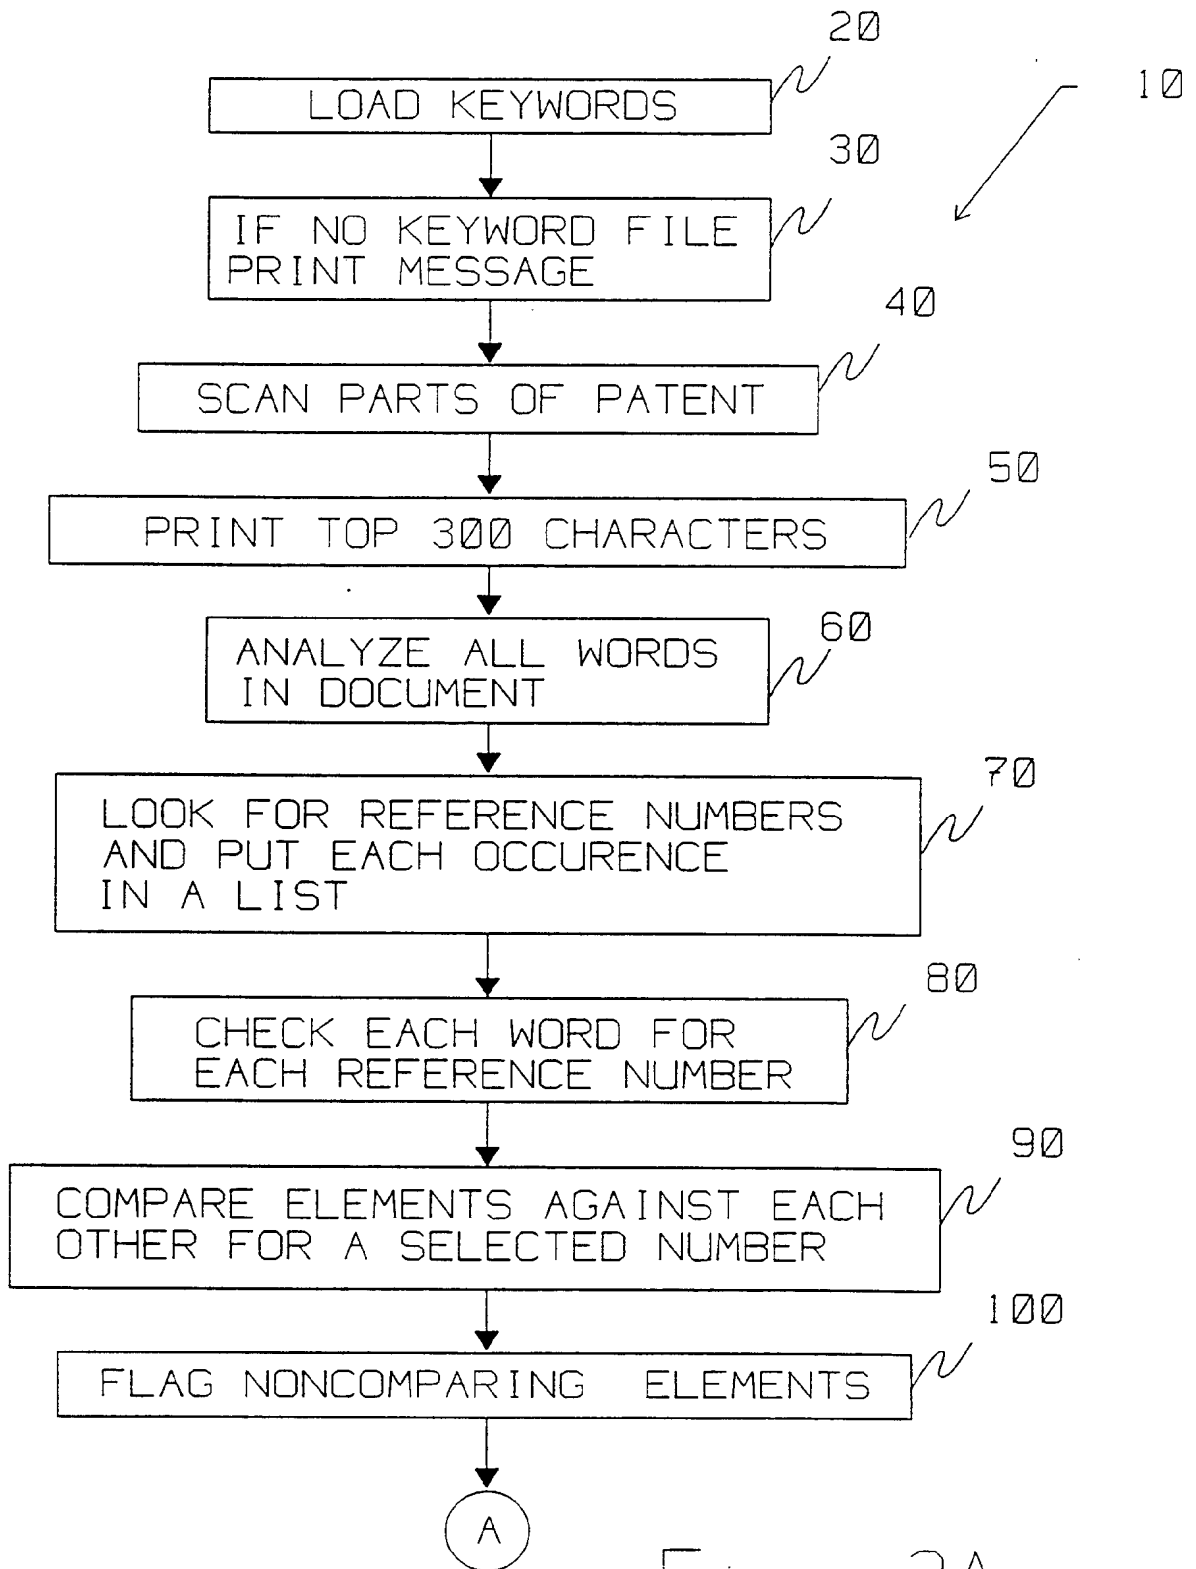 20
10
LOAD KEYWORDS
30
IF NO KEYWORD FILE
PRINT MESSAGE
40
SCAN PARTS OF PATENT
50
PRINT TOP 300 CHARACTERS
60
ANALYZE ALL WORDS
IN DOCUMENT
70
LOOK FOR REFERENCE NUMBERS
AND PUT EACH OCCURENCE
IN A LIST
80
CHECK EACH WORD FOR
EACH REFERENCE NUMBER
90
COMPARE ELEMENTS AGAINST EACH
OTHER FOR A SELECTED NUMBER
100
FLAG NONCOMPARING ELEMENTS
A